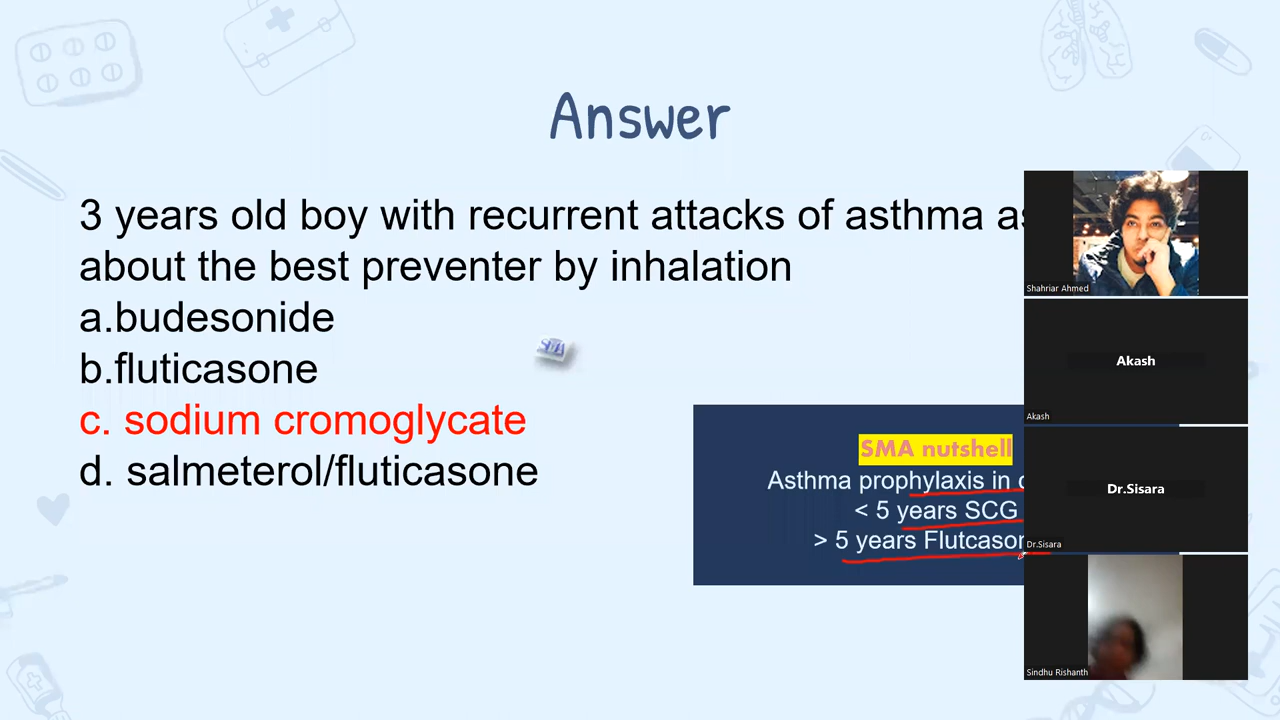 Answer
3 years old boy with recurrent attacks of asthma
about the best preventer by inhalation
a.budesonide
b.fluticasone
c. sodium cromoglycate
d. salmeterol/fluticasone
SMA nutshell
Asthma prophylaxis in
< 5 years SCG
> 5 years
Shahriar Ahmed
Akash
Akash
Dr.Sisara
Dr.Sisara
Sindhu Rishanth